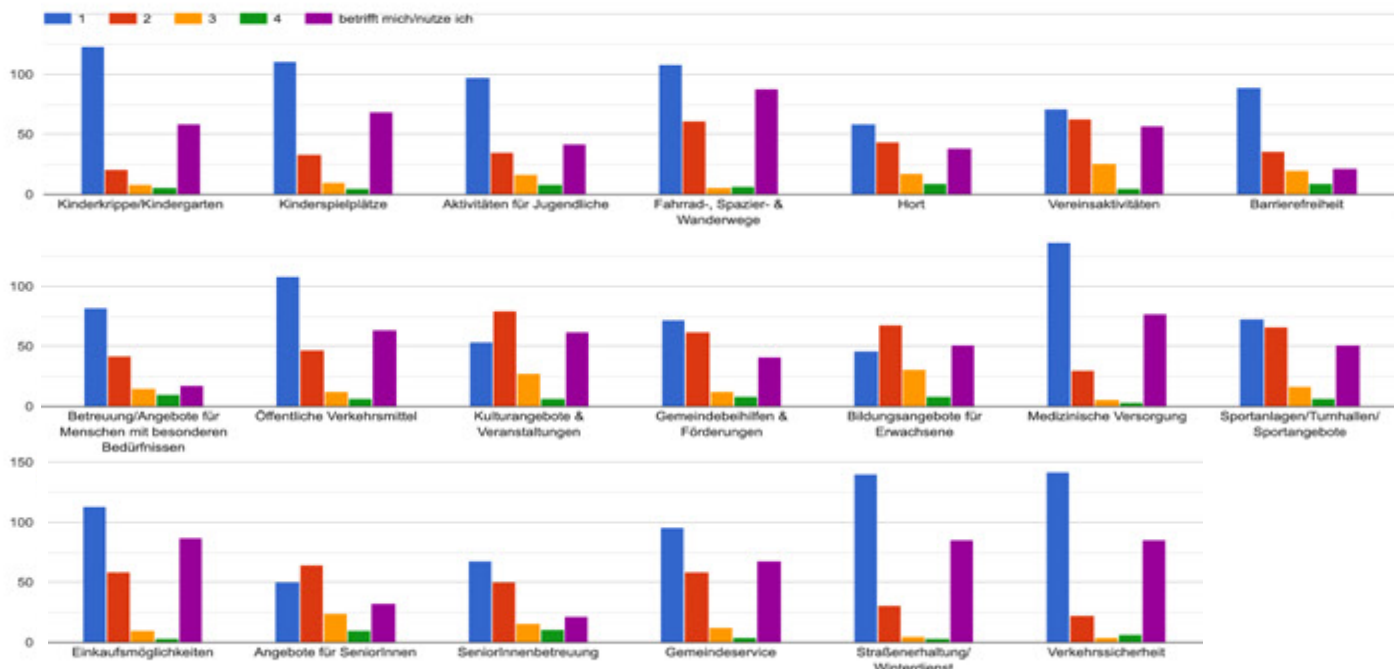 1 2 3 4 betrifft mich/nutze ich
100
50
0
Kinderkrippe/Kindergarten Kinderspielplätze Aktivitäten für Jugendliche Fahrrad-, Spazier- & Hort Vereinsaktivitäten Barrierefreiheit
Wanderwege
100
50
0
Betreuung/Angebote für Öffentliche Verkehrsmittel Kulturangebote & Gemeindebeihilfen & Bildungsangebote für Medizinische Versorgung Sportanlagen/Turnhallen/
Menschen mit besonderen Veranstaltungen Förderungen Erwachsene Sportangebote
Bedürfnissen
150
100
50
0
Einkaufsmöglichkeiten Angebote für SeniorInnen SeniorInnenbetreuung Gemeindeservice Straßenerhaltung/ Verkehrssicherheit
Winterdienst